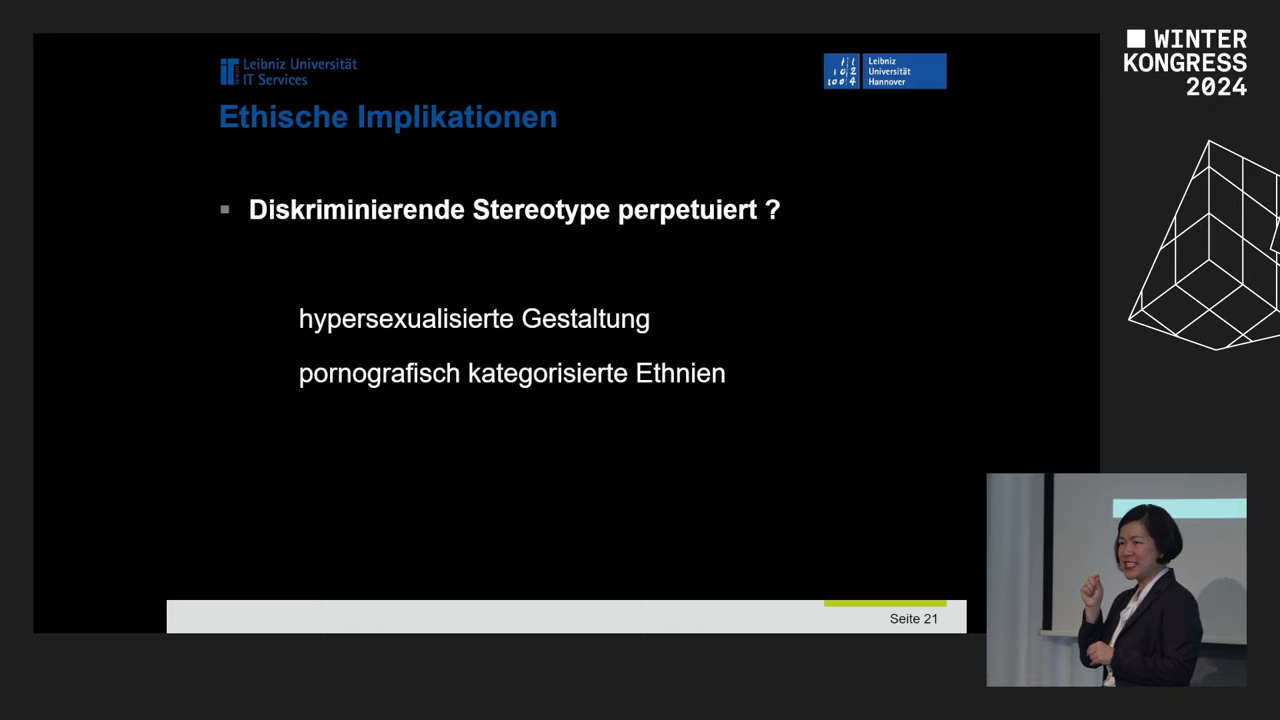 WINTER
KONGRESS
2024
Leibniz Universität
IT Services
Leibniz
Universität
Hannover
Ethische Implikationen
Diskriminierende Stereotype perpetuiert ?
hypersexualisierte Gestaltung
pornografisch kategorisierte Ethnien
Seite 21